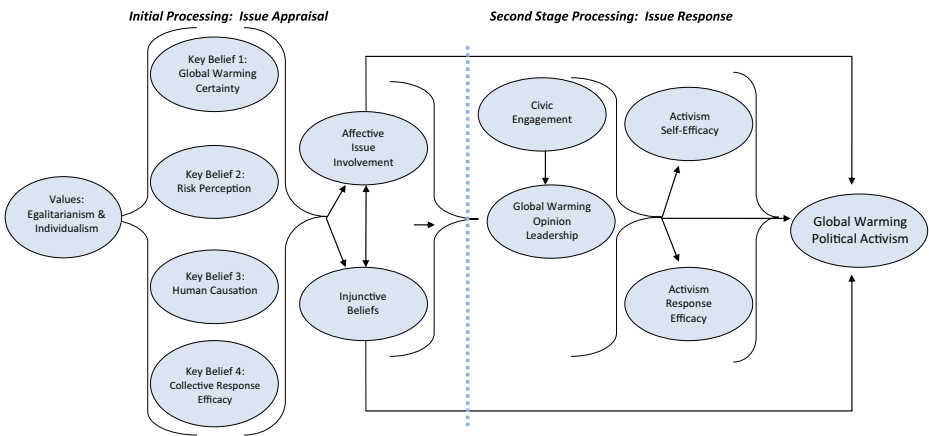 Initial Processing: Issue Appraisal
Second Stage Processing: Issue Response
Values:
Egalitarianism &
Individualism
Key Belief 1:
Global Warming
Certainty
Key Belief 2:
Risk Perception
Key Belief 3:
Human Causation
Key Belief 4:
Collective Response
Efficacy
Affective
Issue
Involvement
Injunctive
Beliefs
Civic
Engagement
Global Warming
Opinion
Leadership
Activism
Self-Efficacy
Activism
Response
Efficacy
Global Warming
Political Activism